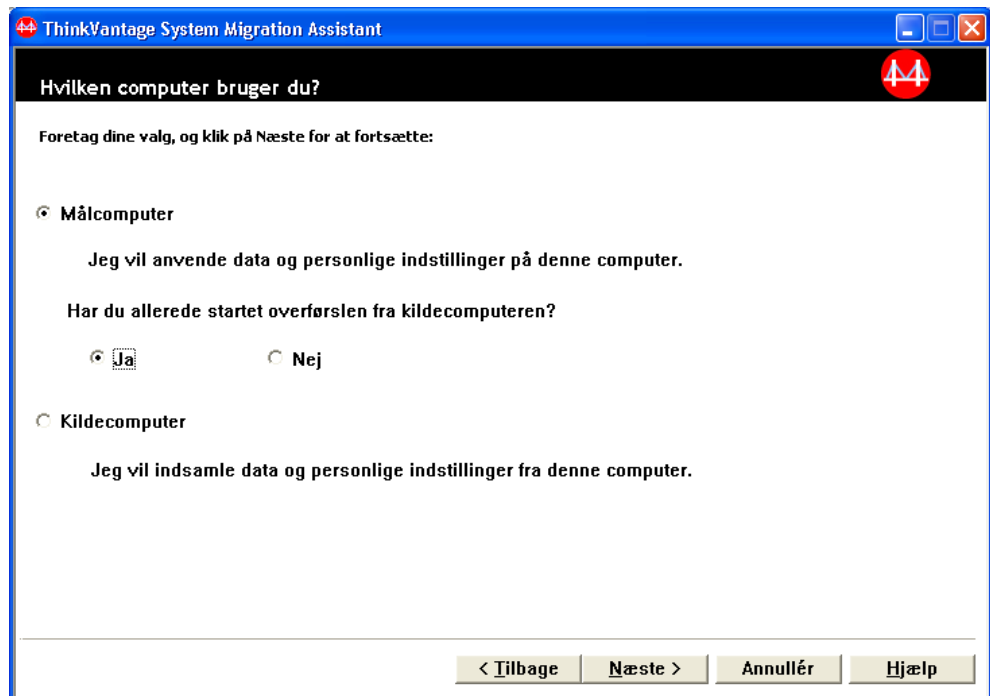 ThinkVantage System Migration Assistant
Hvilken computer bruger du?
Foretag dine valg, og klik på Næste for at fortsætte:
Målcomputer
Jeg vil anvende data og personlige indstillinger på denne computer.
Har du allerede startet overførslen fra kildecomputeren?
Ja Nej
Kildecomputer
Jeg vil indsamle data og personlige indstillinger fra denne computer.
< Tilbage Næste > Annullér Hjælp